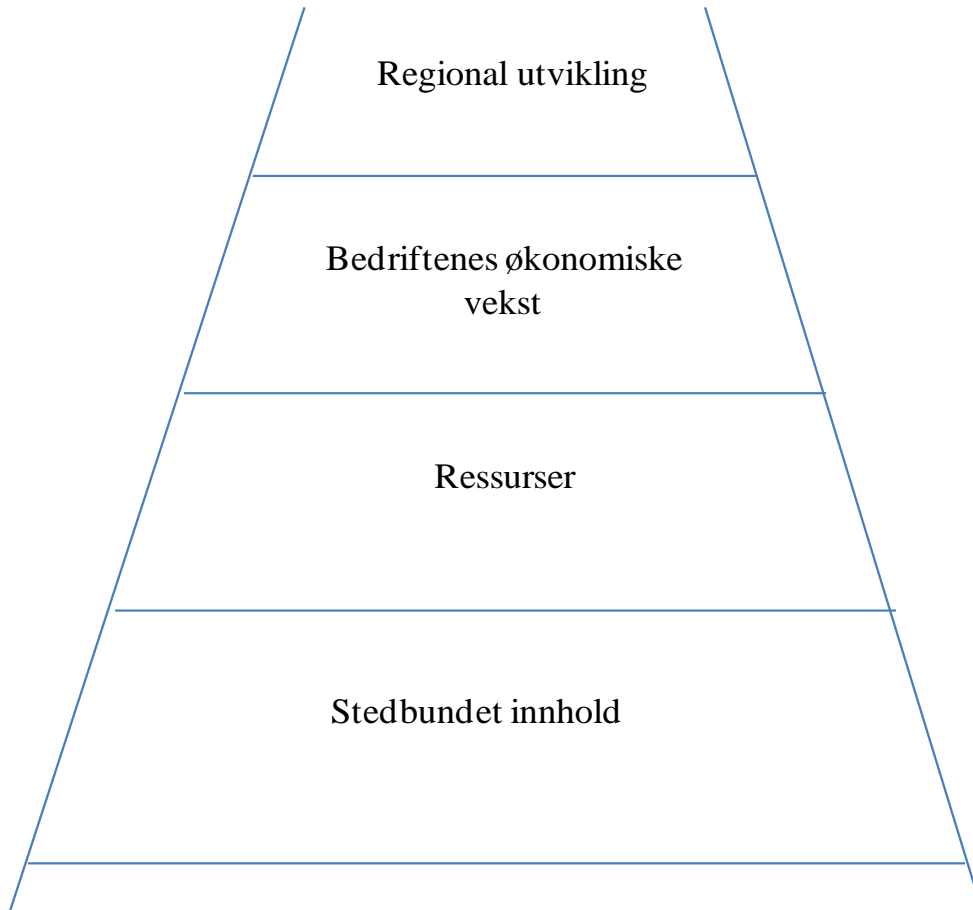 Regional utvikling
Bedriftenes økonomiske
vekst
Ressurser
Stedbundet innhold